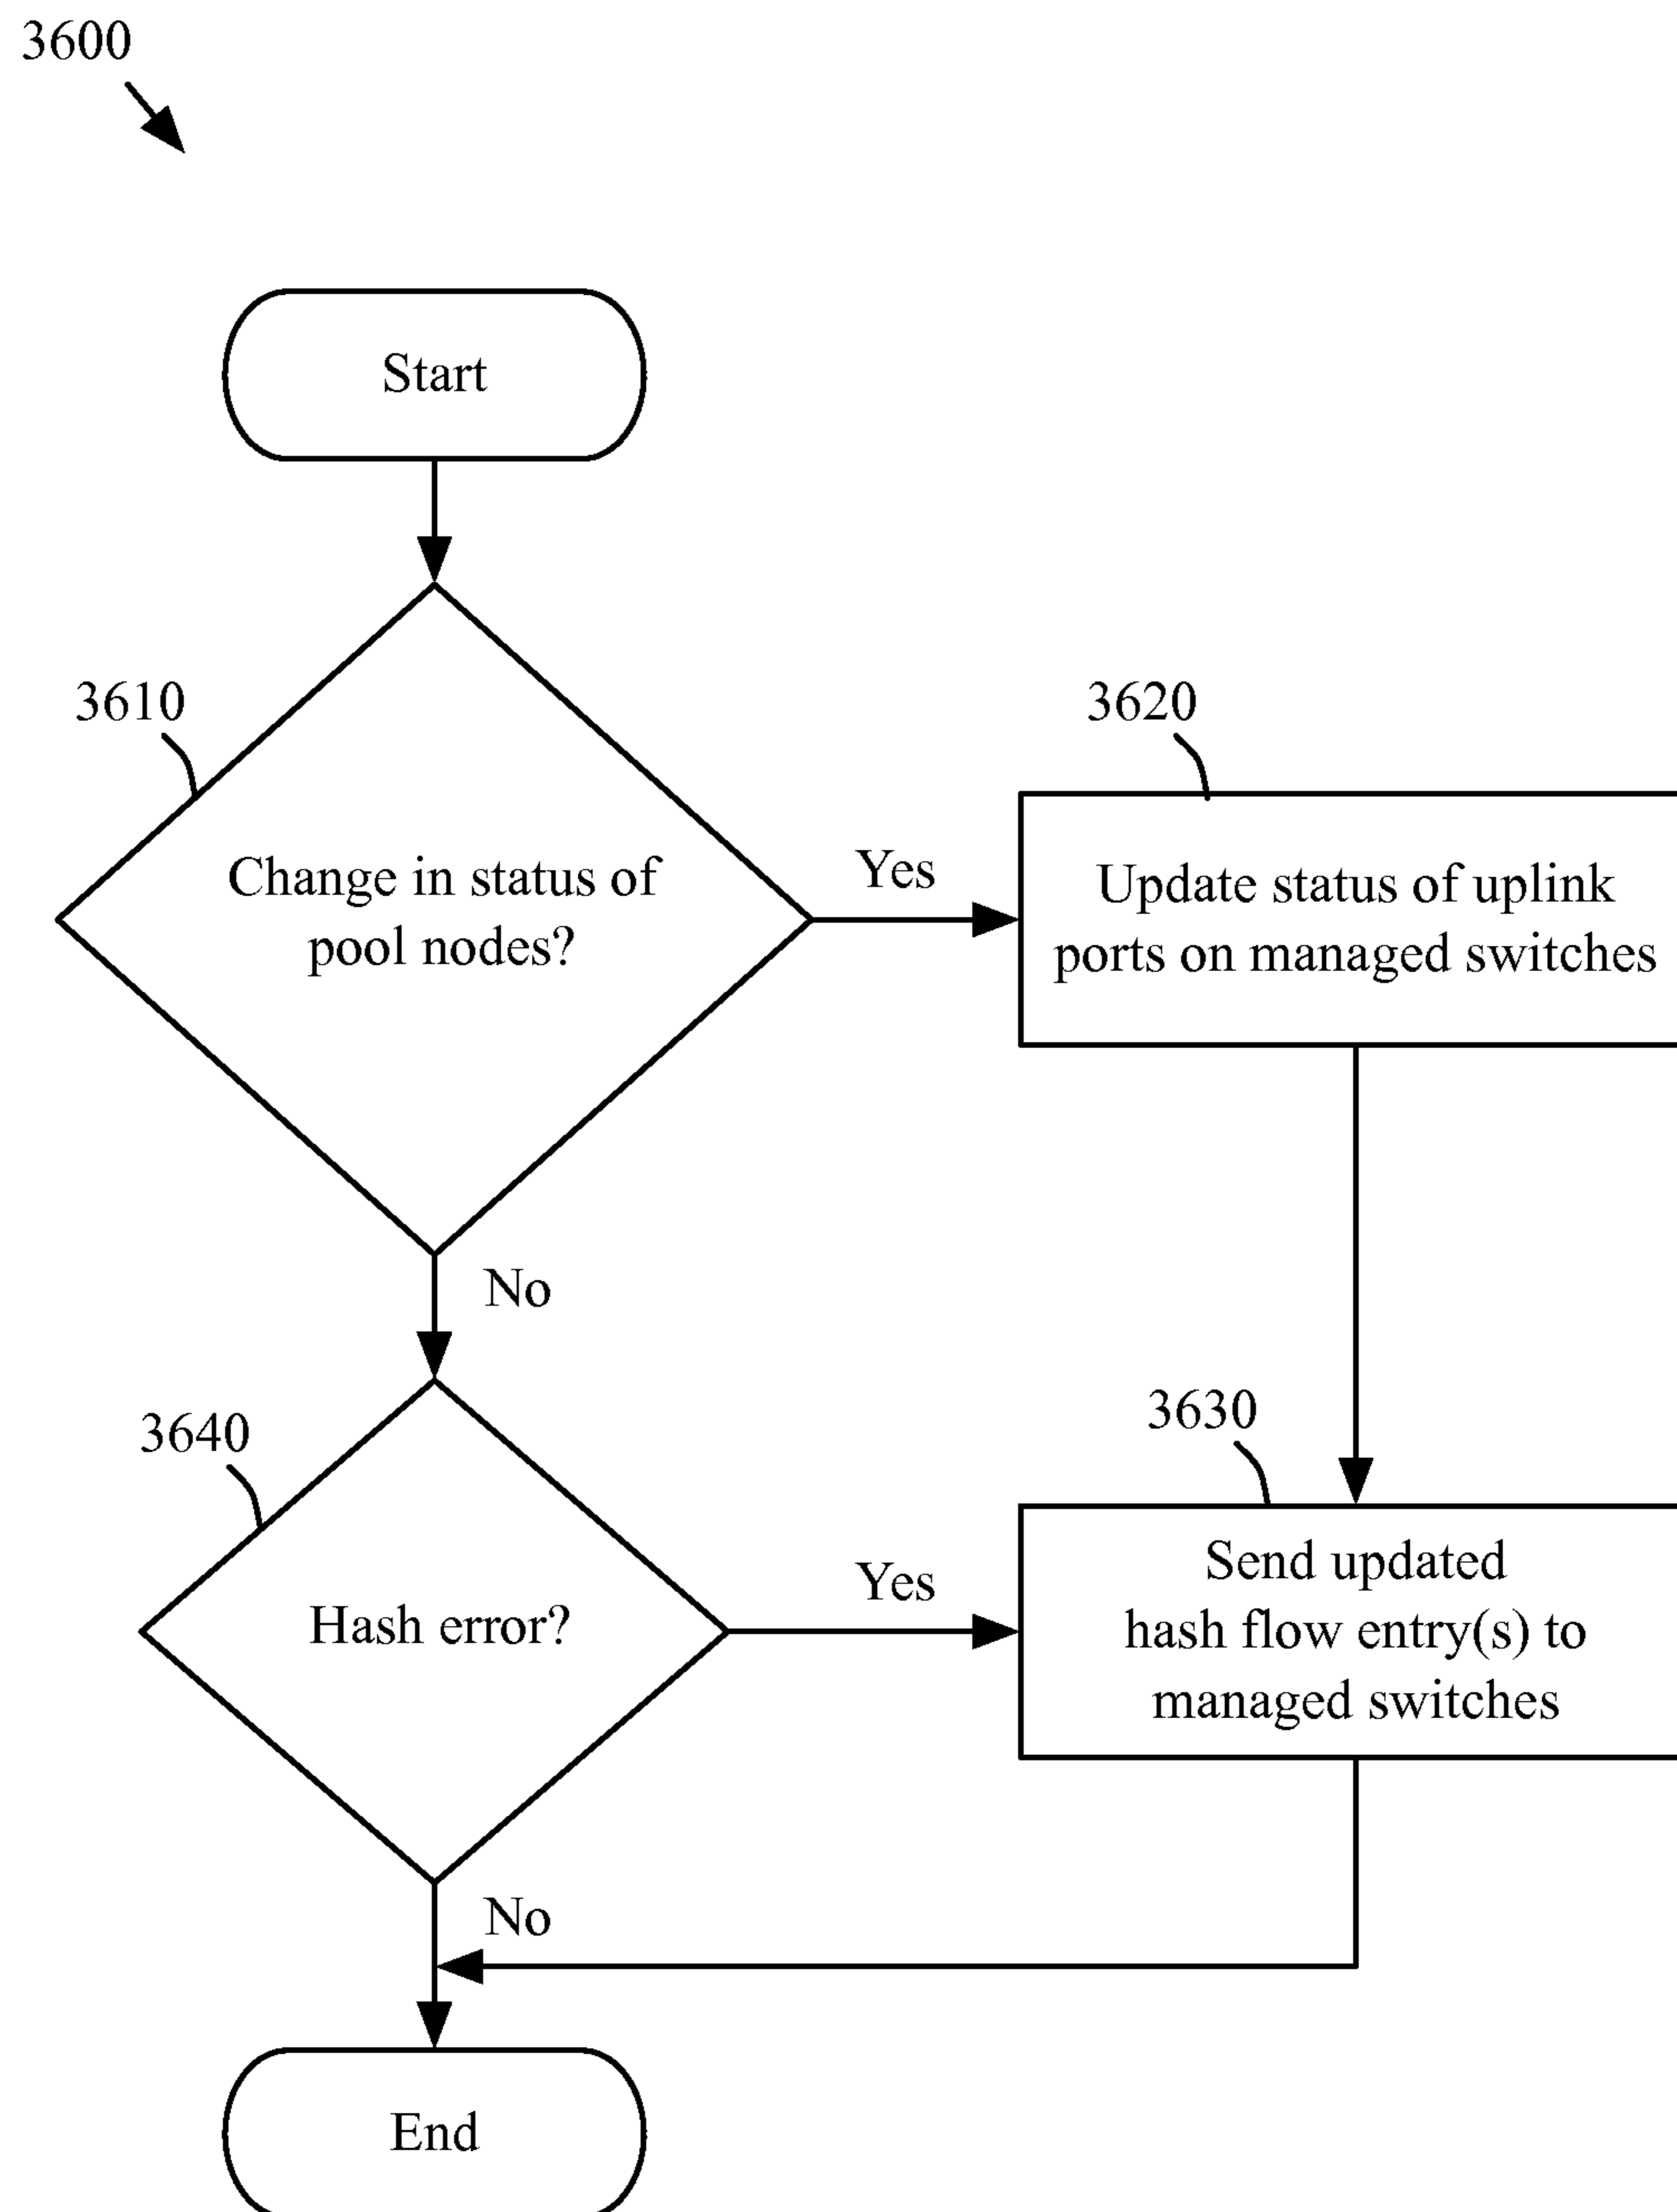 3600
Start
3610
Change in status of
pool nodes?
Yes
3620
Update status of uplink
ports on managed switches
No
3640
Hash error?
Yes
3630
Send updated
hash flow entry(s) to
managed switches
No
End